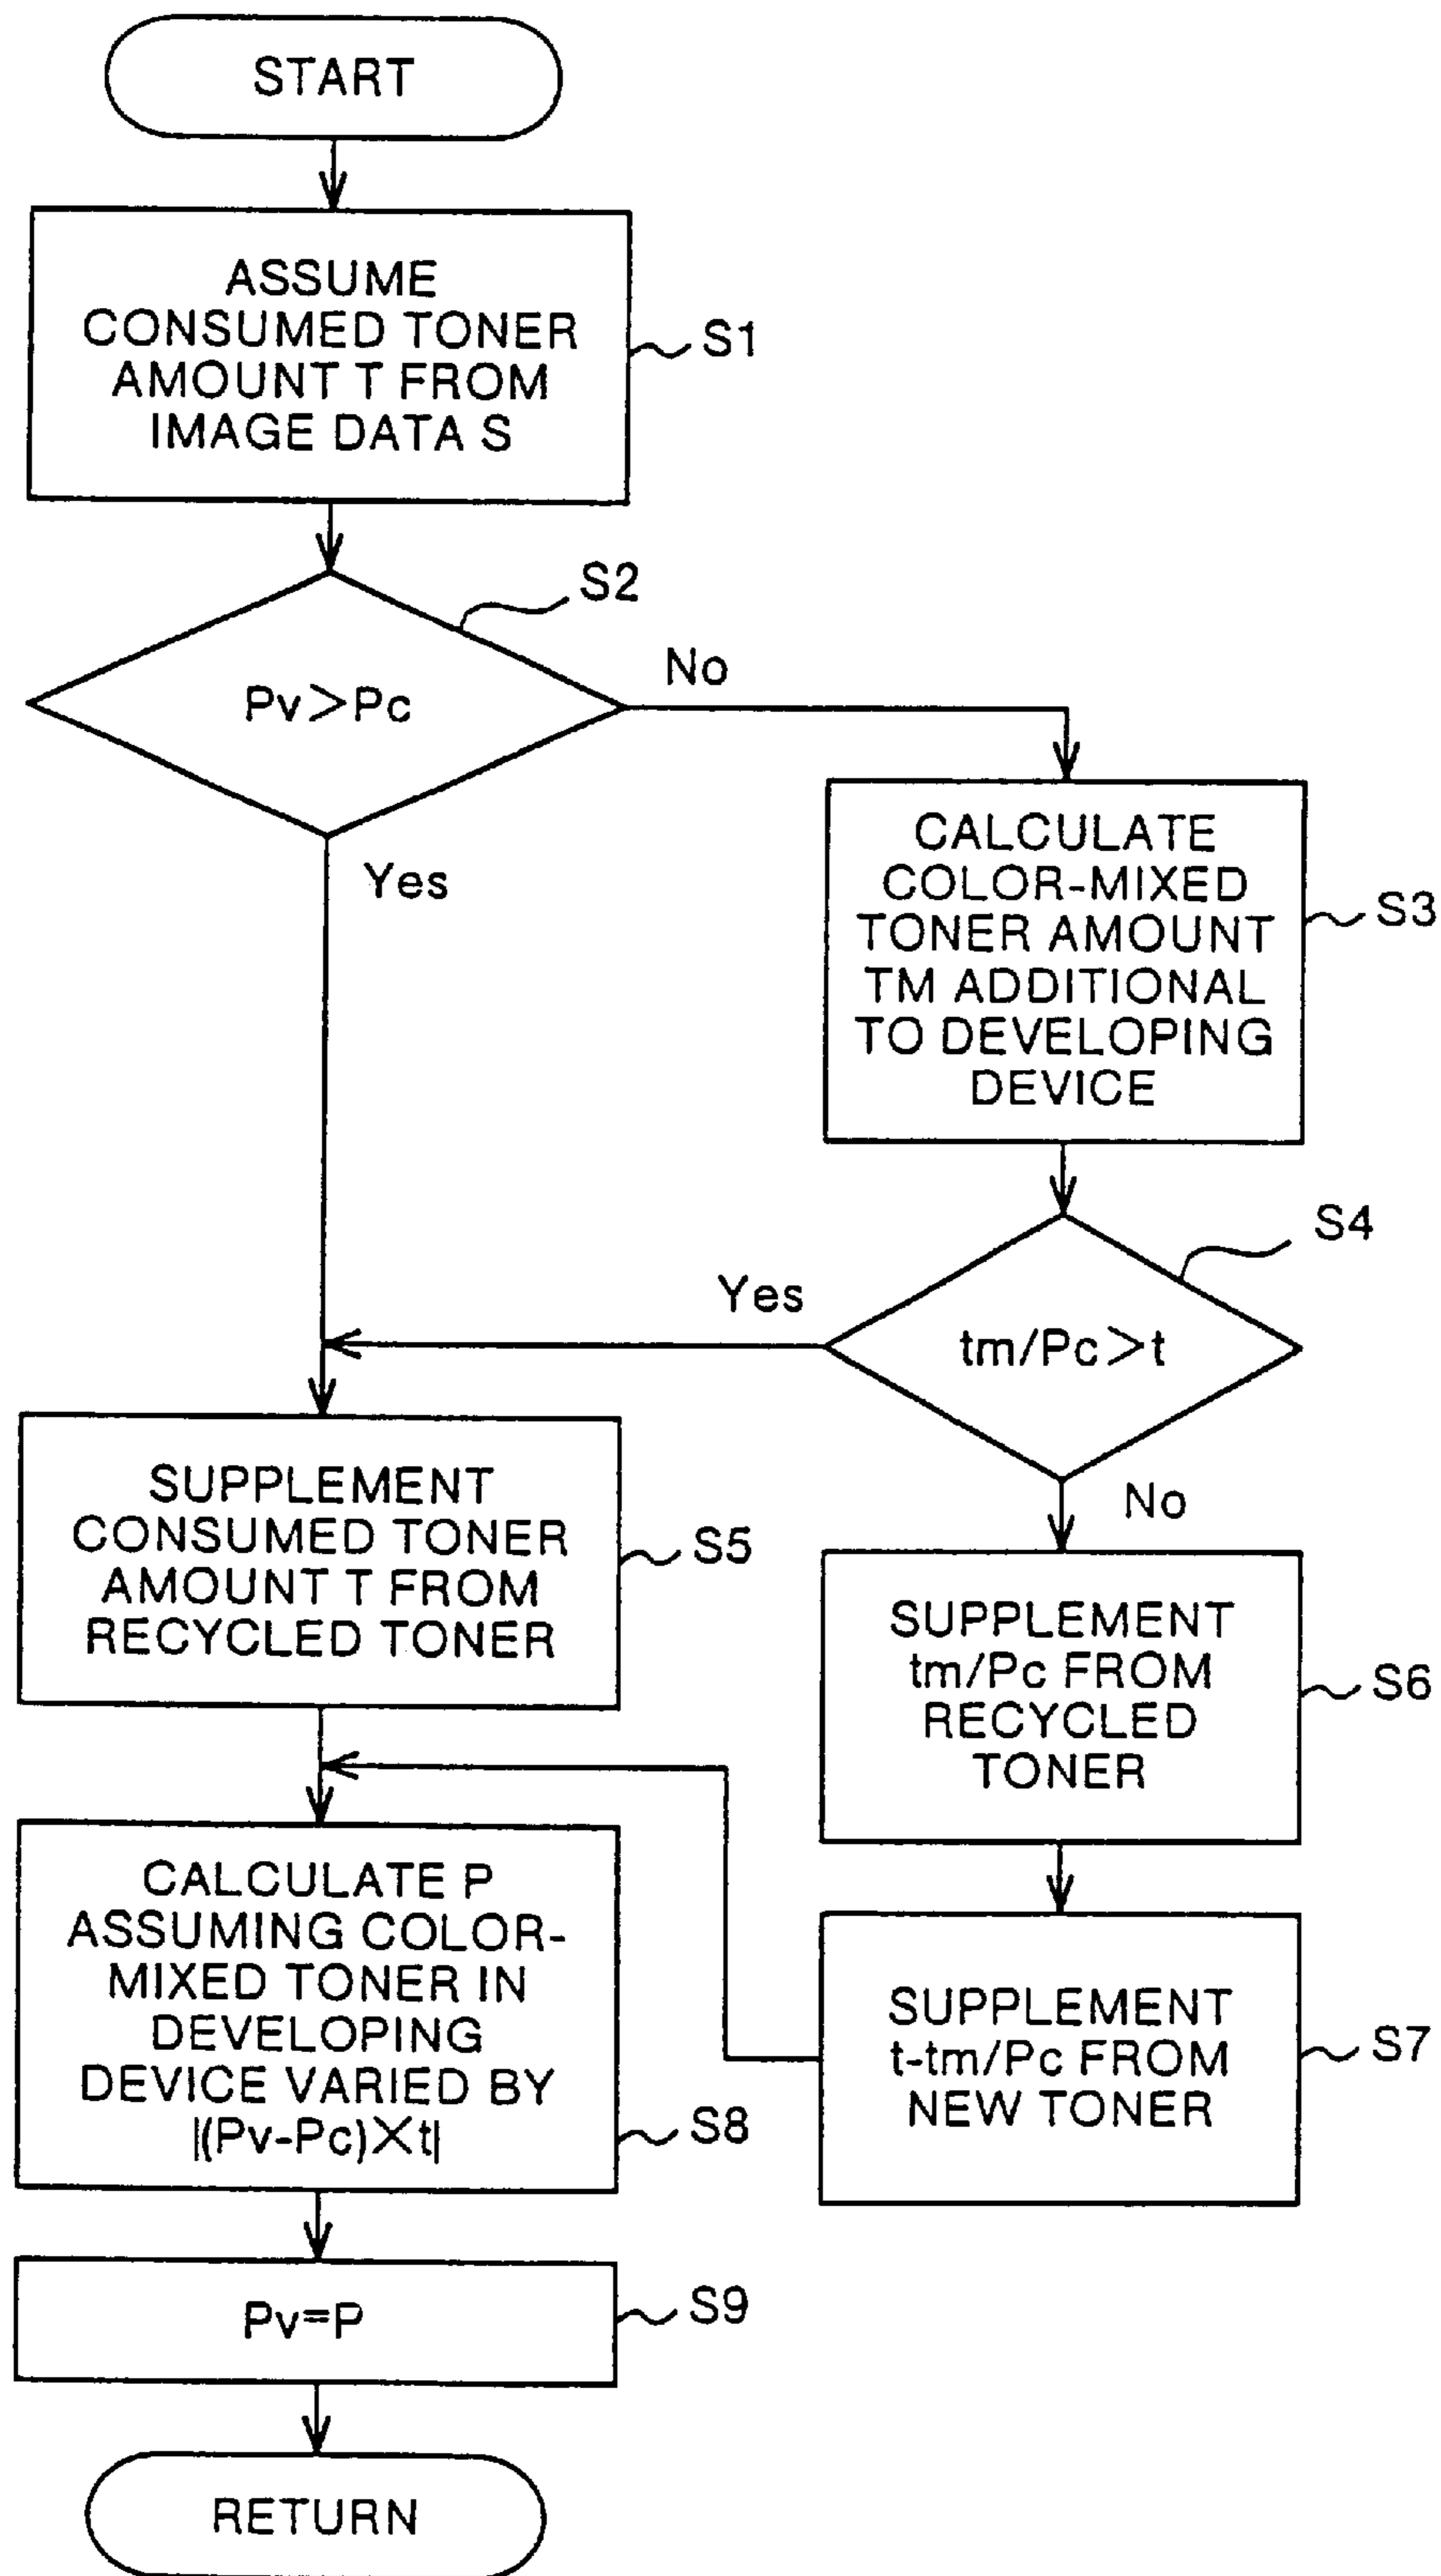 START
ASSUME
CONSUMED TONER
AMOUNT T FROM
IMAGE DATA S
S1
S2
Pv>Pc
No
Yes
CALCULATE
COLOR-MIXED
TONER AMOUNT
TM ADDITIONAL
TO DEVELOPING
DEVICE
S3
S4
tm/Pc>t
Yes
No
SUPPLEMENT
CONSUMED TONER
AMOUNT T FROM
RECYCLED TONER
S5
SUPPLEMENT
tm/Pc FROM
RECYCLED
TONER
S6
SUPPLEMENT
t-tm/Pc FROM
NEW TONER
S7
CALCULATE P
ASSUMING COLOR-
MIXED TONER IN
DEVELOPING
DEVICE VARIED BY
|(Pv-Pc)×t|
S8
Pv=P
S9
RETURN